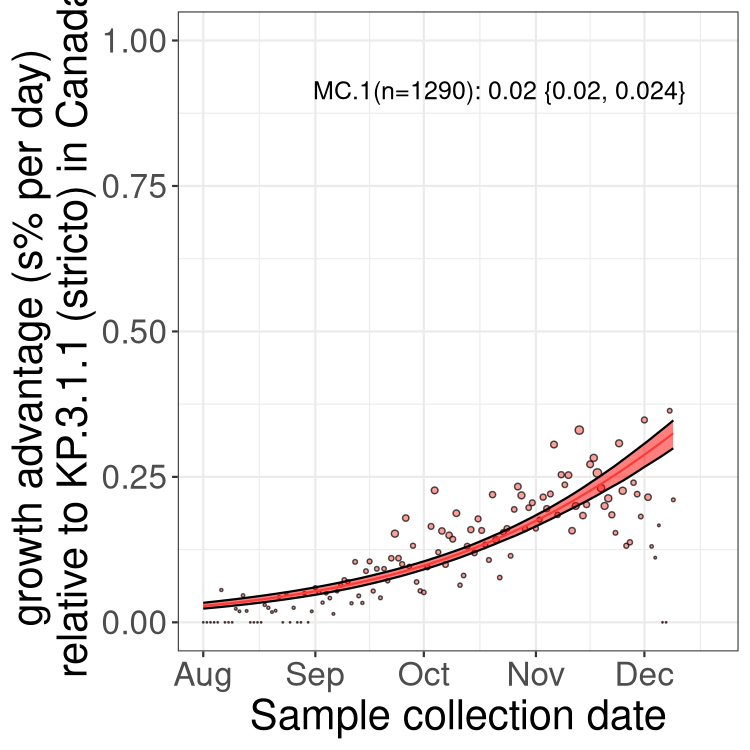 growth advantage (s% per day)
relative to KP.3.1.1 (stricto) in Canada
1.00
0.75
0.50
0.25
0.00
MC.1(n=1290): 0.02 {0.02, 0.024}
Aug Sep Oct Nov Dec
Sample collection date